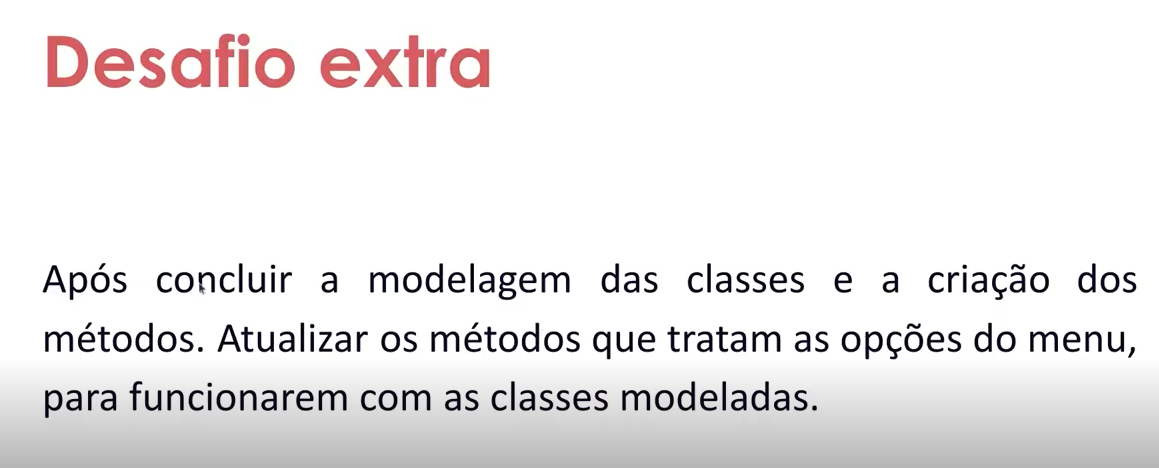 Desafio extra
Após concluir a modelagem das classes e a criação dos
métodos. Atualizar os métodos que tratam as opções do menu,
para funcionarem com as classes modeladas.